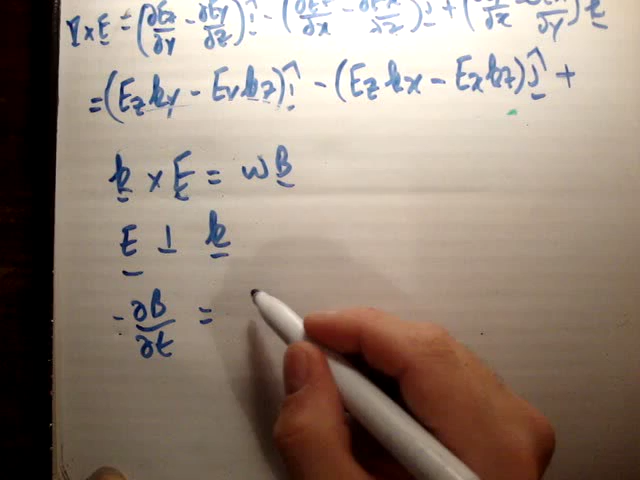 ∇×E = (∂Ez/∂y − ∂Ey/∂z)î − (∂Ez/∂x − ∂Ex/∂z)ĵ + (
= (Ez ky − Ey kz)î − (Ez kx − Ex kz)ĵ +
k × E = ωB
E ⊥ k
−∂B/∂t =